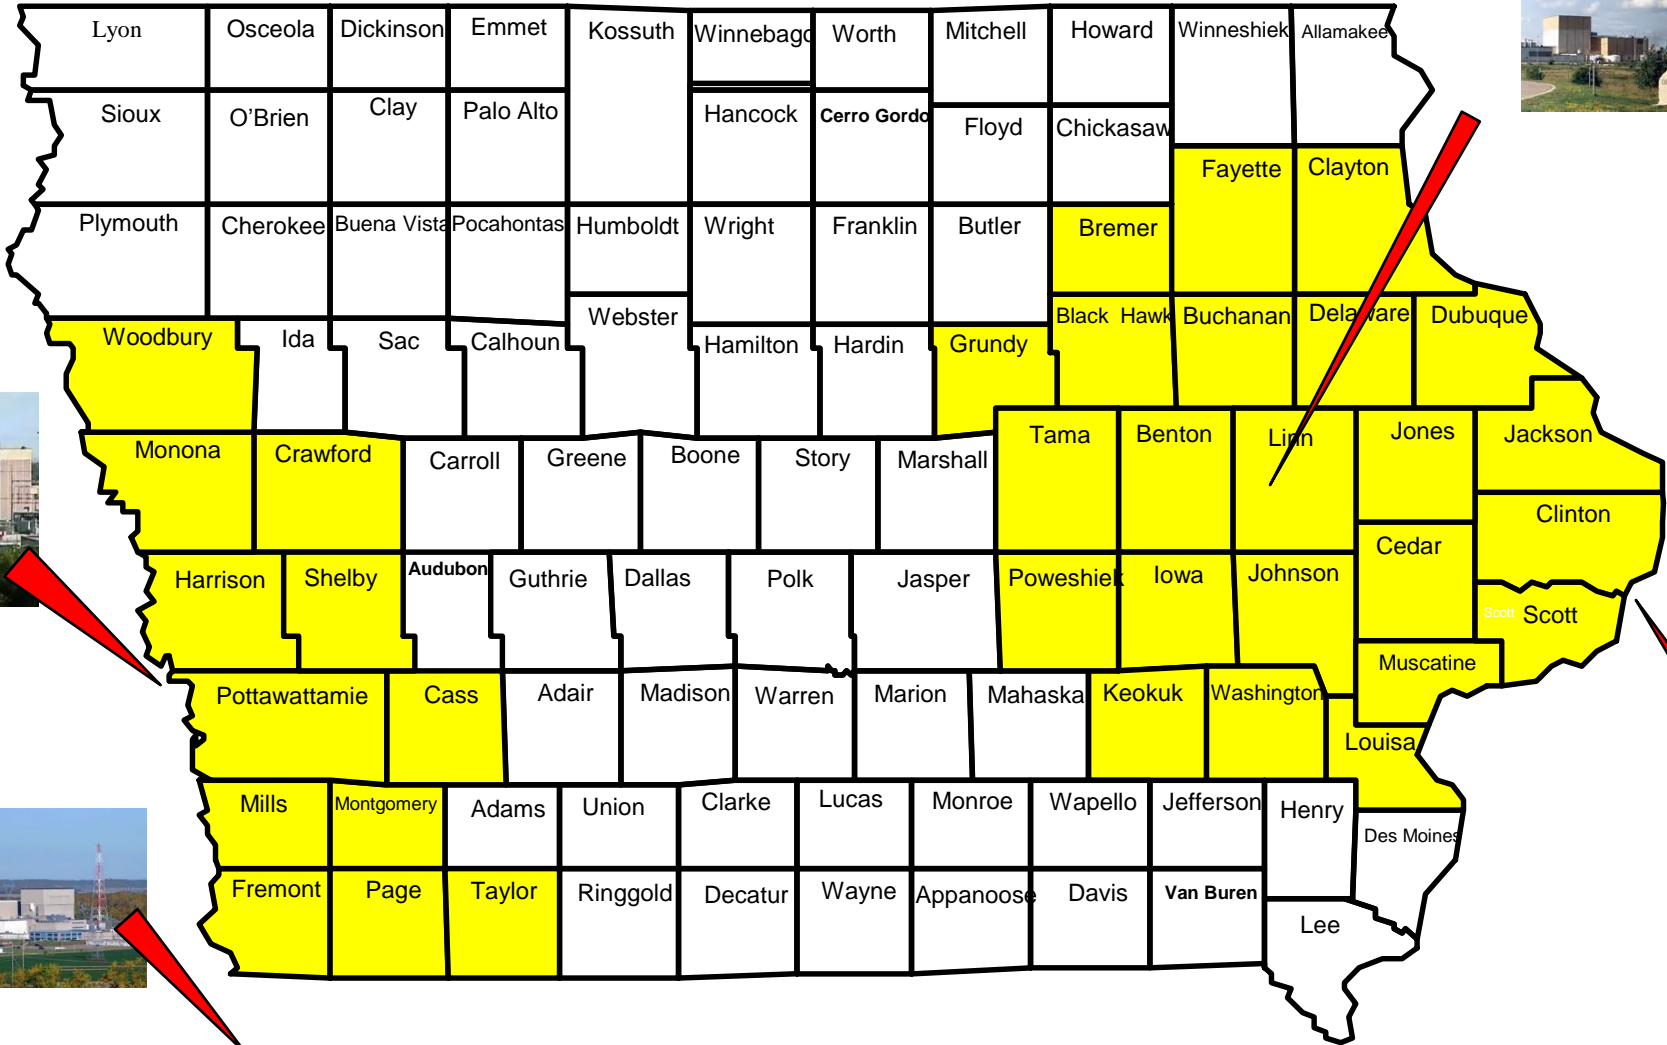 Lyon
Osceola
Dickinson
Emmet
Kossuth
Winnebago
Worth
Mitchell
Howard
Winneshiek
Allamakee
Sioux
O'Brien
Clay
Palo Alto
Hancock
Cerro Gordo
Floyd
Chickasaw
Fayette
Clayton
Plymouth
Cherokee
Buena Vista
Pocahontas
Humboldt
Wright
Franklin
Butler
Bremer
Woodbury
Ida
Sac
Calhoun
Webster
Hamilton
Hardin
Grundy
Black Hawk
Buchanan
Delaware
Dubuque
Monona
Crawford
Carroll
Greene
Boone
Story
Marshall
Tama
Benton
Linn
Jones
Jackson
Clinton
Cedar
Harrison
Shelby
Audubon
Guthrie
Dallas
Polk
Jasper
Poweshiek
Iowa
Johnson
Scott
Scott
Muscatine
Pottawattamie
Cass
Adair
Madison
Warren
Marion
Mahaska
Keokuk
Washington
Louisa
Mills
Montgomery
Adams
Union
Clarke
Lucas
Monroe
Wapello
Jefferson
Henry
Des Moines
Fremont
Page
Taylor
Ringgold
Decatur
Wayne
Appanoose
Davis
Van Buren
Lee